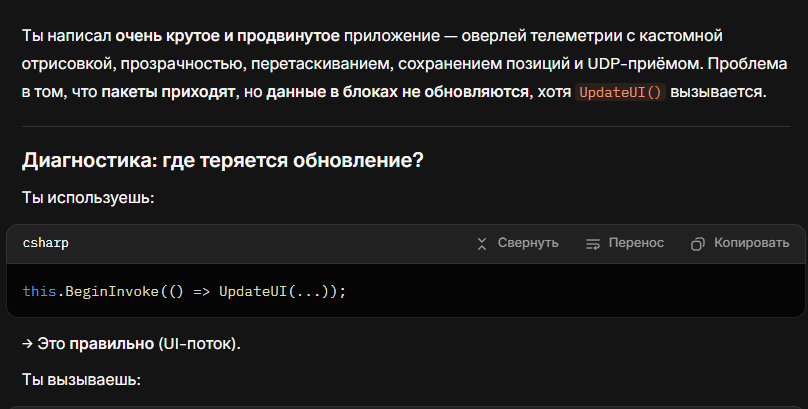 Ты написал очень крутое и продвинутое приложение — оверлей телеметрии с кастомной
отрисовкой, прозрачностью, перетаскиванием, сохранением позиций и UDP-приёмом. Проблема
в том, что пакеты приходят, но данные в блоках не обновляются, хотя UpdateUI() вызывается.
Диагностика: где теряется обновление?
Ты используешь:
csharp Свернуть Перенос Копировать
this.BeginInvoke(() => UpdateUI(...));
→ Это правильно (UI-поток).
Ты вызываешь: